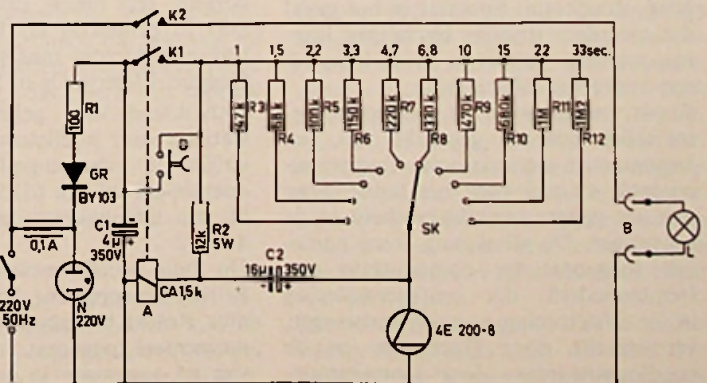 K2
K1
1 1,5 2,2 3,3 4,7 6,8 10 15 22 33sec.
R1
100
47k R3
68k R4
100k R5
150k R6
220k R7
330k R8
470k R9
680k R10
1M R11
1M2 R12
D
GR
BY103
0,1A
C1
4µ
350V
R2
12k
5W
C2
16µ 350V
SK
B
L
220V
50Hz
N
220V
A
CA1,5k
4E 200-8